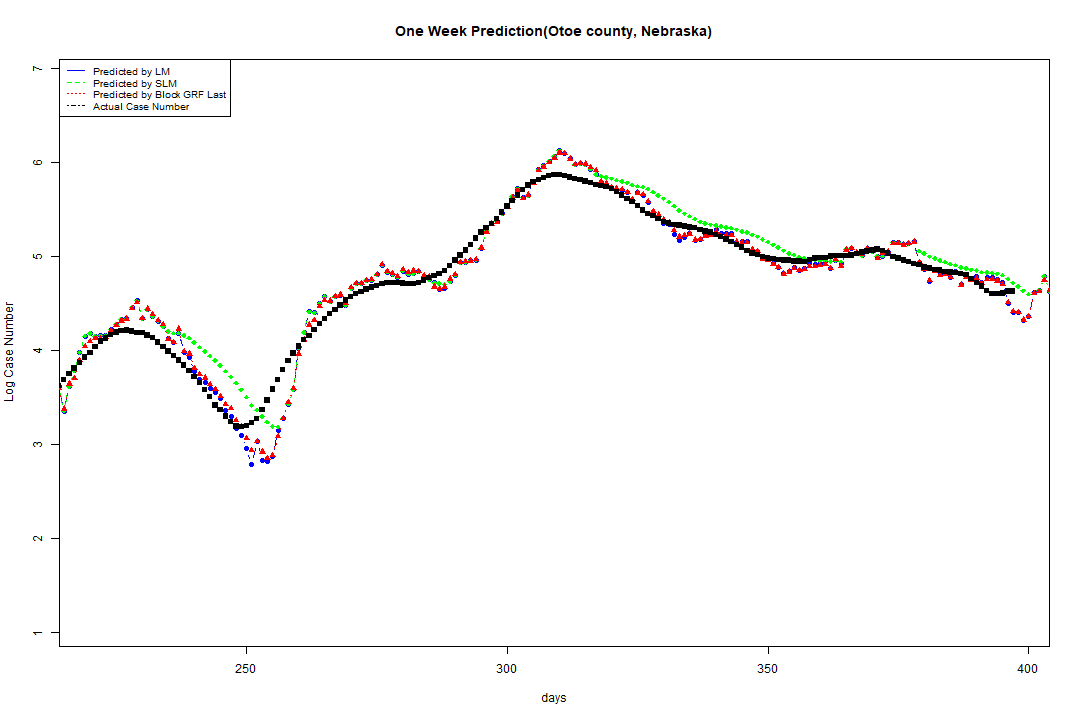 One Week Prediction(Otoe county, Nebraska)
Predicted by LM
Predicted by SLM
Predicted by Block GRF Last
Actual Case Number
7
6
5
4
3
2
1
Log Case Number
250 300 350 400
days